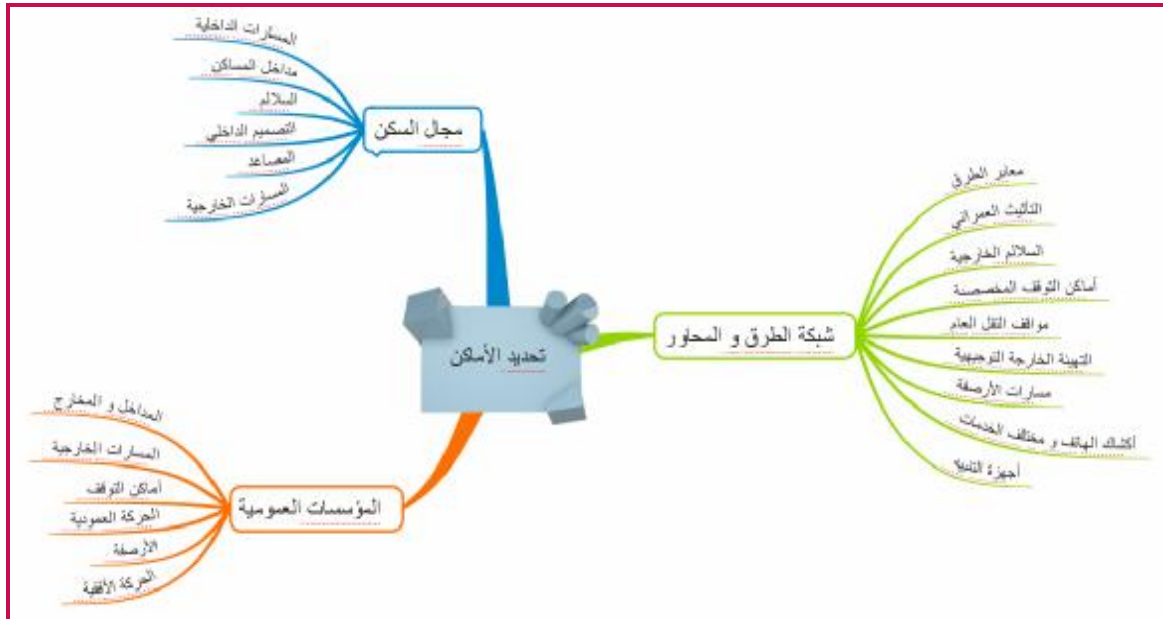 تحديد الأماكن
شبكة الطرق و المحاور
معابر الطرق
التأثيث العمراني
السلالم الخارجية
أماكن التوقف المخصصة
مواقف النقل العام
التهيئة الخارجة التوجيهية
مسارات الأرصفة
أكشاك الهاتف و مختلف الخدمات
أجهزة التنبيه
مجال السكن
المسارات الداخلية
مداخل المساكن
السلالم
التصميم الداخلي
المصاعد
المسارات الخارجية
المؤسسات العمومية
المداخل و المخارج
المسارات الخارجية
أماكن التوقف
الحركة العمودية
الأرصفة
الحركة الأفقية